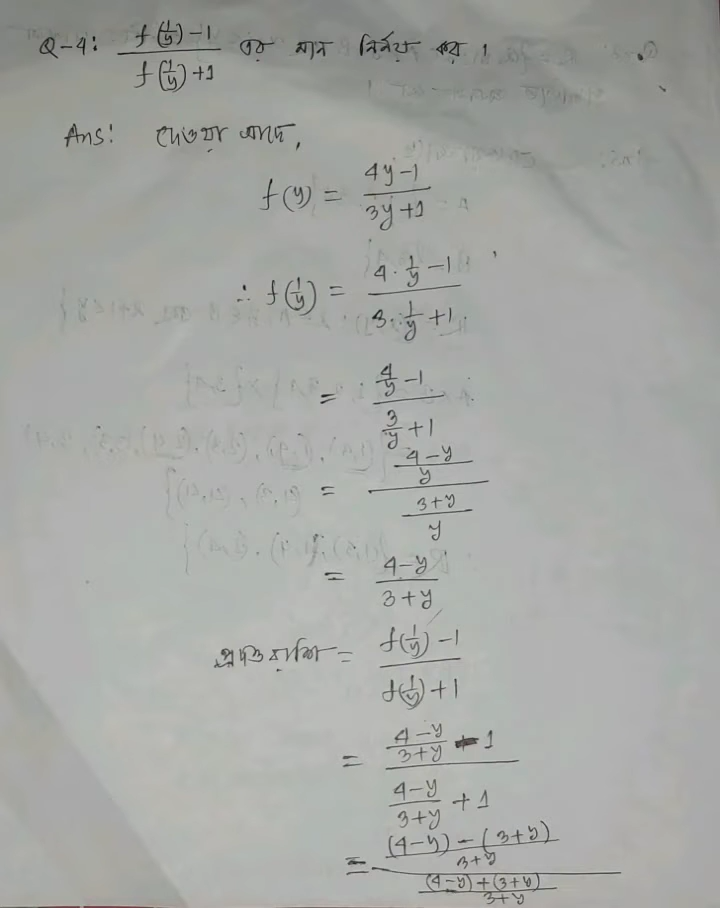 Q-4: (f(1/y) - 1) / (f(1/y) + 1) এর মান নির্ণয় কর।
Ans: দেওয়া আছে,
f(y) = (4y-1) / (3y+1)
∴ f(1/y) = (4·1/y - 1) / (3·1/y + 1)
= (4/y - 1) / (3/y + 1)
= ((4-y)/y) / ((3+y)/y)
= (4-y) / (3+y)
প্রদত্ত রাশি = (f(1/y) - 1) / (f(1/y) + 1)
= ((4-y)/(3+y) - 1) / ((4-y)/(3+y) + 1)
= (((4-y) - (3+y))/(3+y)) / (((4-y) + (3+y))/(3+y))